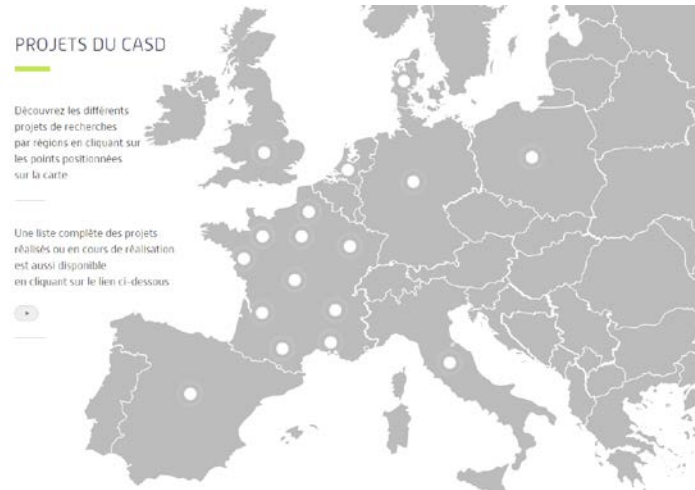 PROJETS DU CASD
Découvrez les différents
projets de recherches
par régions en cliquant sur
les points positionnées
sur la carte
Une liste complète des projets
réalisés ou en cours de réalisation
est aussi disponible
en cliquant sur le lien ci-dessous